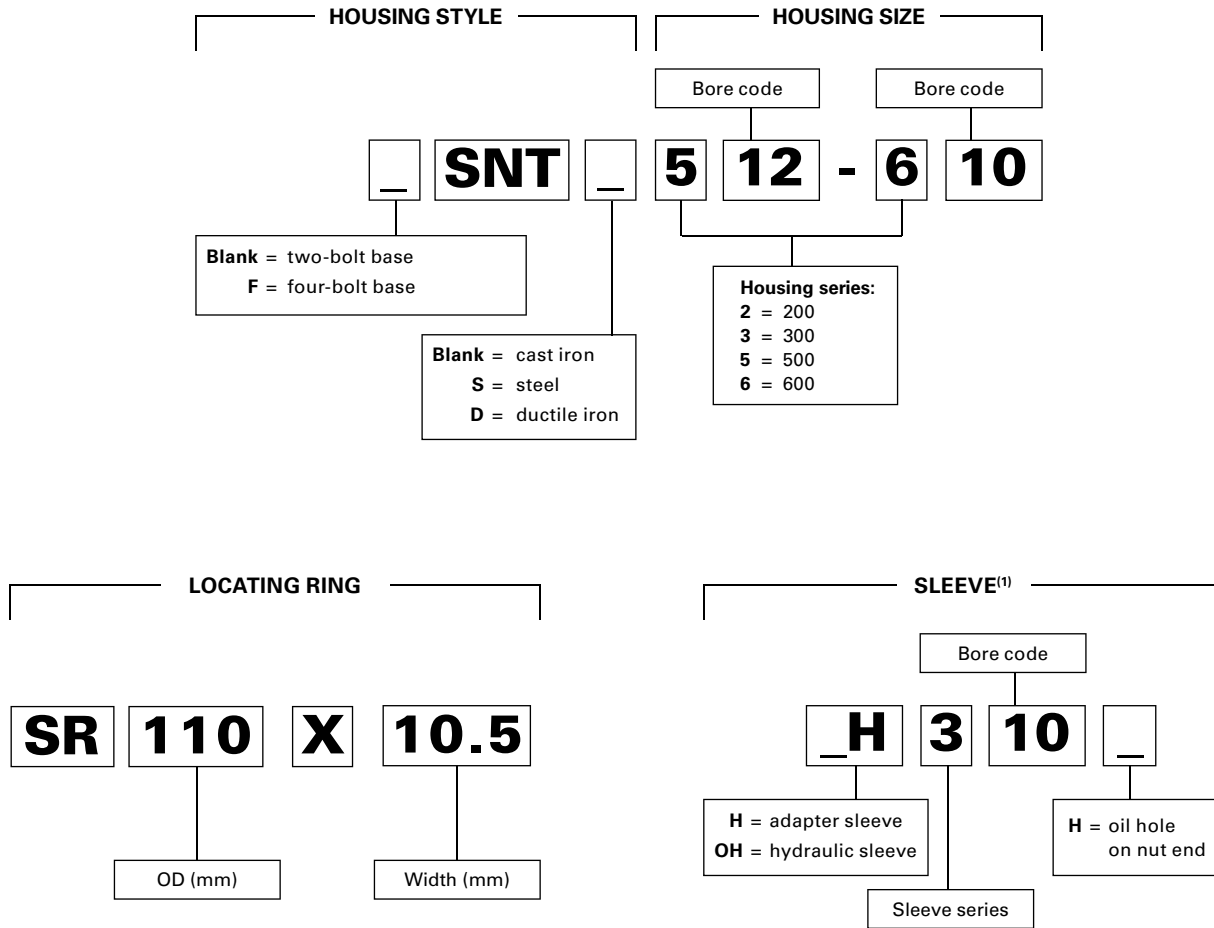 HOUSING STYLE
HOUSING SIZE
Bore code
Bore code
_ SNT _ 5 12 - 6 10
Blank = two-bolt base
F = four-bolt base
Blank = cast iron
S = steel
D = ductile iron
Housing series:
2 = 200
3 = 300
5 = 500
6 = 600
LOCATING RING
SR 110 X 10.5
OD (mm)
Width (mm)
SLEEVE(1)
Bore code
_H 3 10 _
H = adapter sleeve
OH = hydraulic sleeve
H = oil hole
on nut end
Sleeve series